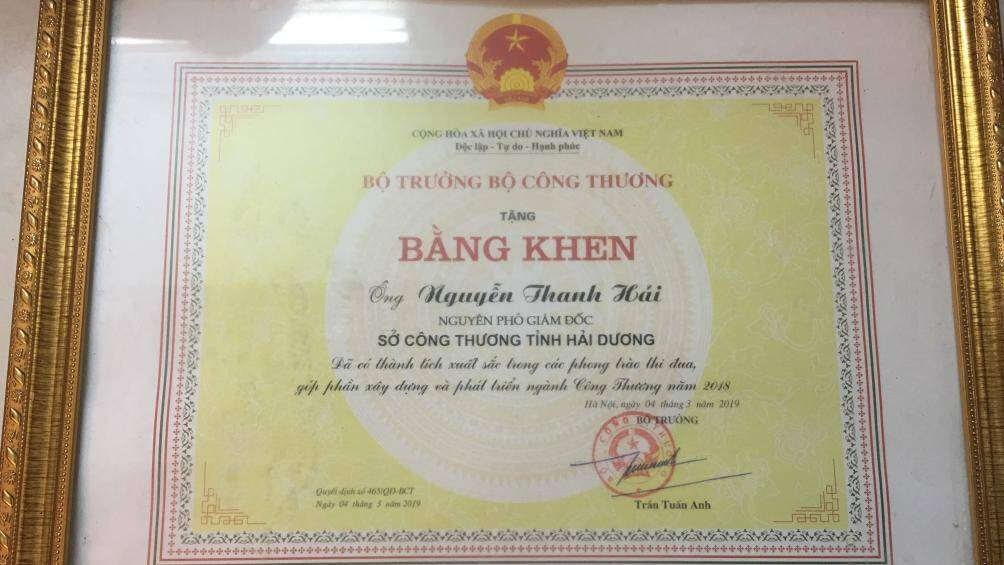 CỘNG HÒA XÃ HỘI CHỦ NGHĨA VIỆT NAM
Độc lập - Tự do - Hạnh phúc
BỘ TRƯỞNG BỘ CÔNG THƯƠNG
TẶNG
BẰNG KHEN
Ông Nguyễn Thanh Hải
NGUYÊN PHÓ GIÁM ĐỐC
SỞ CÔNG THƯƠNG TỈNH HẢI DƯƠNG
Đã có thành tích xuất sắc trong các phong trào thi đua,
góp phần xây dựng và phát triển ngành Công Thương năm 2018
Hà Nội, ngày 04 tháng 3 năm 2019
BỘ TRƯỞNG
BỘ CÔNG THƯƠNG
Trần Tuấn Anh
Quyết định số 465/QĐ-BCT
Ngày 04 tháng 3 năm 2019